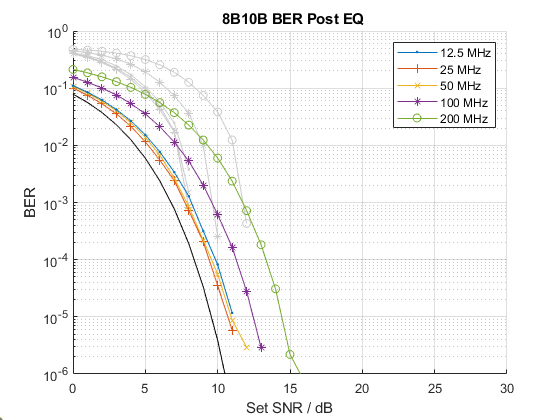 8B10B BER Post EQ
10^0
10^-1
10^-2
10^-3
10^-4
10^-5
10^-6
BER
12.5 MHz
25 MHz
50 MHz
100 MHz
200 MHz
0 5 10 15 20 25 30
Set SNR / dB